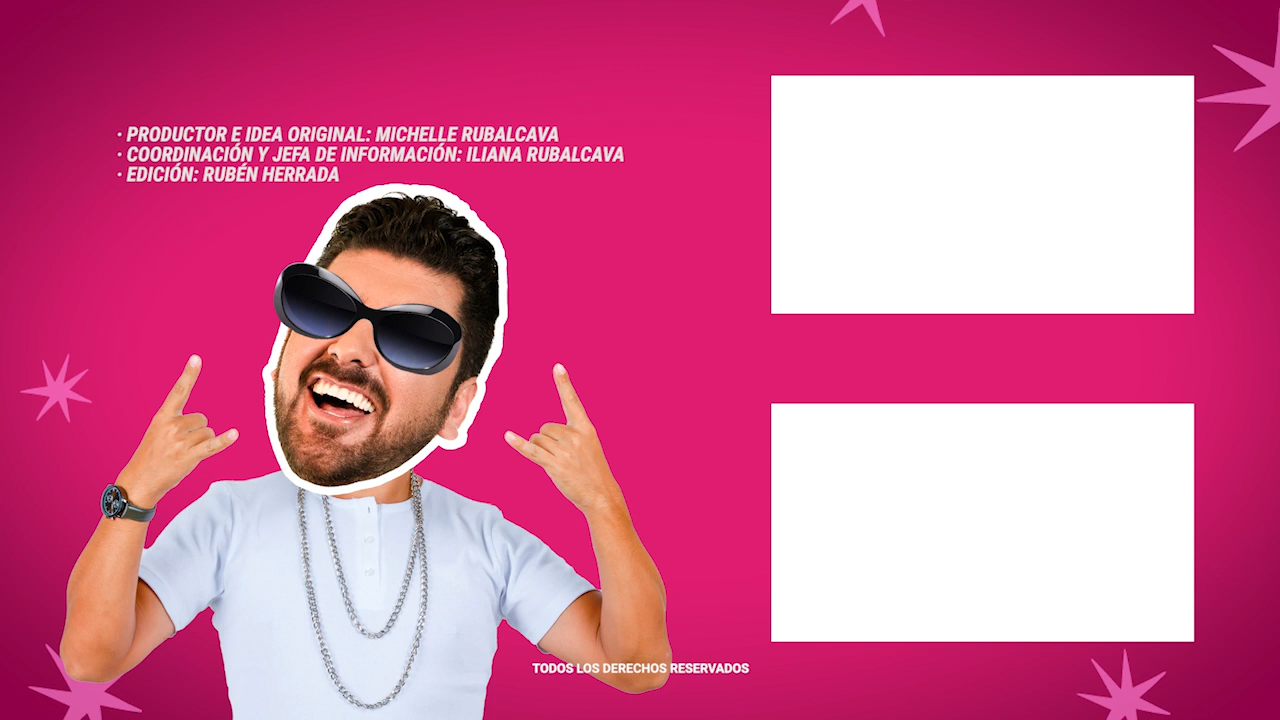 · PRODUCTOR E IDEA ORIGINAL: MICHELLE RUBALCAVA
· COORDINACIÓN Y JEFA DE INFORMACIÓN: ILIANA RUBALCAVA
· EDICIÓN: RUBÉN HERRADA
TODOS LOS DERECHOS RESERVADOS